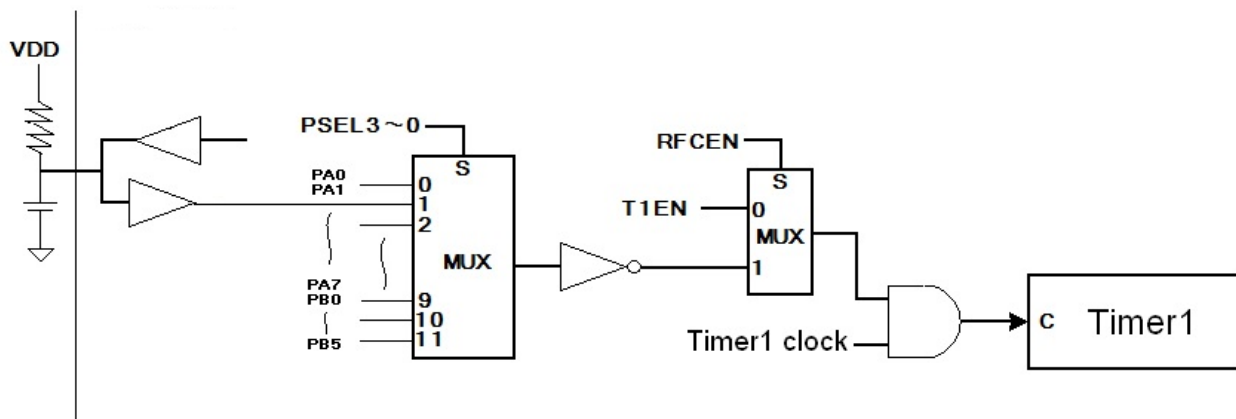 VDD
PSEL3~0
S
PA0
PA1
PA7
PB0
PB5
0
1
2
9
10
11
MUX
RFCEN
S
T1EN
0
MUX
1
Timer1 clock
C
Timer1